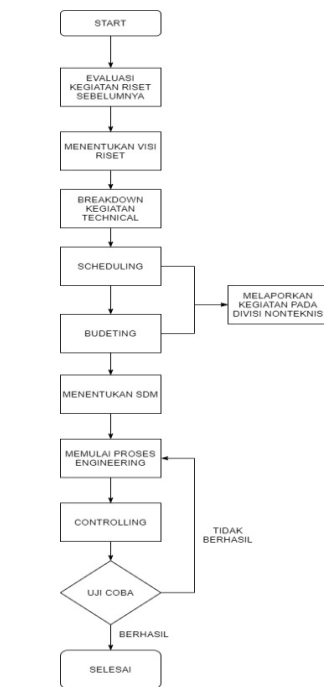 START
EVALUASI
KEGIATAN RISET
SEBELUMNYA
MENENTUKAN VISI
RISET
BREAKDOWN
KEGIATAN
TECHNICAL
SCHEDULING
MELAPORKAN
KEGIATAN PADA
DIVISI NONTEKNIS
BUDETING
MENENTUKAN SDM
MEMULAI PROSES
ENGINEERING
CONTROLLING
TIDAK
BERHASIL
UJI COBA
BERHASIL
SELESAI